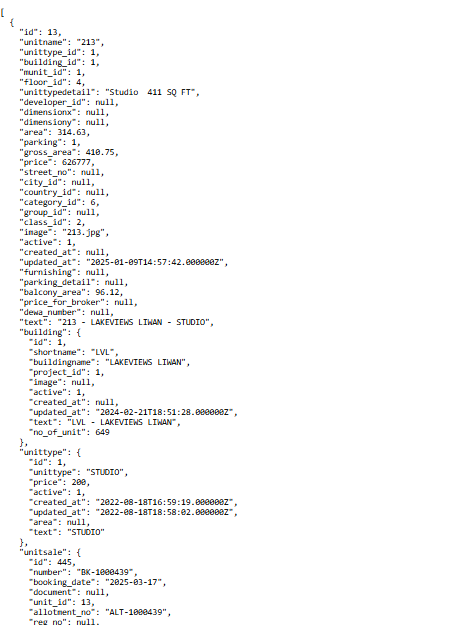 [
  {
    "id": 13,
    "unitname": "213",
    "unittype_id": 1,
    "building_id": 1,
    "munit_id": 1,
    "floor_id": 4,
    "unittypedetail": "Studio  411 SQ FT",
    "developer_id": null,
    "dimensionx": null,
    "dimensiony": null,
    "area": 314.63,
    "parking": 1,
    "gross_area": 410.75,
    "price": 626777,
    "street_no": null,
    "city_id": null,
    "country_id": null,
    "category_id": 6,
    "group_id": null,
    "class_id": 2,
    "image": "213.jpg",
    "active": 1,
    "created_at": null,
    "updated_at": "2025-01-09T14:57:42.000000Z",
    "furnishing": null,
    "parking_detail": null,
    "balcony_area": 96.12,
    "price_for_broker": null,
    "dewa_number": null,
    "text": "213 - LAKEVIEWS LIWAN - STUDIO",
    "building": {
      "id": 1,
      "shortname": "LVL",
      "buildingname": "LAKEVIEWS LIWAN",
      "project_id": 1,
      "image": null,
      "active": 1,
      "created_at": null,
      "updated_at": "2024-02-21T18:51:28.000000Z",
      "text": "LVL - LAKEVIEWS LIWAN",
      "no_of_unit": 649
    },
    "unittype": {
      "id": 1,
      "unittype": "STUDIO",
      "price": 200,
      "active": 1,
      "created_at": "2022-08-18T16:59:19.000000Z",
      "updated_at": "2022-08-18T18:58:02.000000Z",
      "area": null,
      "text": "STUDIO"
    },
    "unitsale": {
      "id": 445,
      "number": "BK-1000439",
      "booking_date": "2025-03-17",
      "document": null,
      "unit_id": 13,
      "allotment_no": "ALT-1000439",
      "reg_no": null,